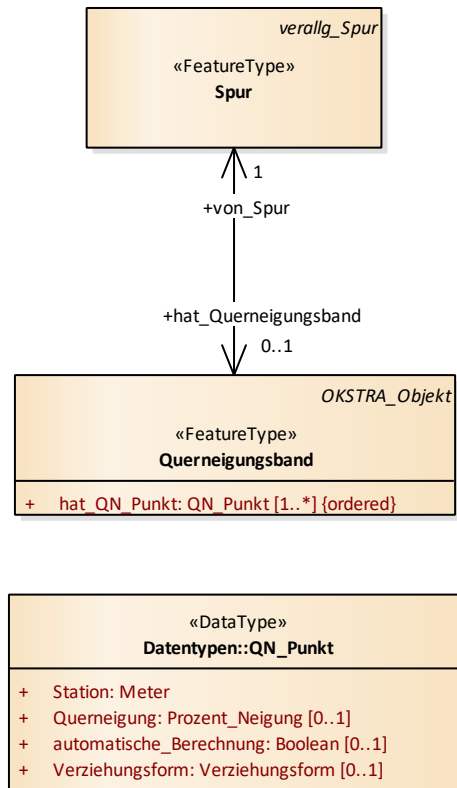 verallg_Spur
«FeatureType»
Spur
1
+von_Spur
+hat_Querneigungsband
0..1
OKSTRA_Objekt
«FeatureType»
Querneigungsband
+ hat_QN_Punkt: QN_Punkt [1..*] {ordered}
«DataType»
Datentypen::QN_Punkt
+ Station: Meter
+ Querneigung: Prozent_Neigung [0..1]
+ automatische_Berechnung: Boolean [0..1]
+ Verziehungsform: Verziehungsform [0..1]